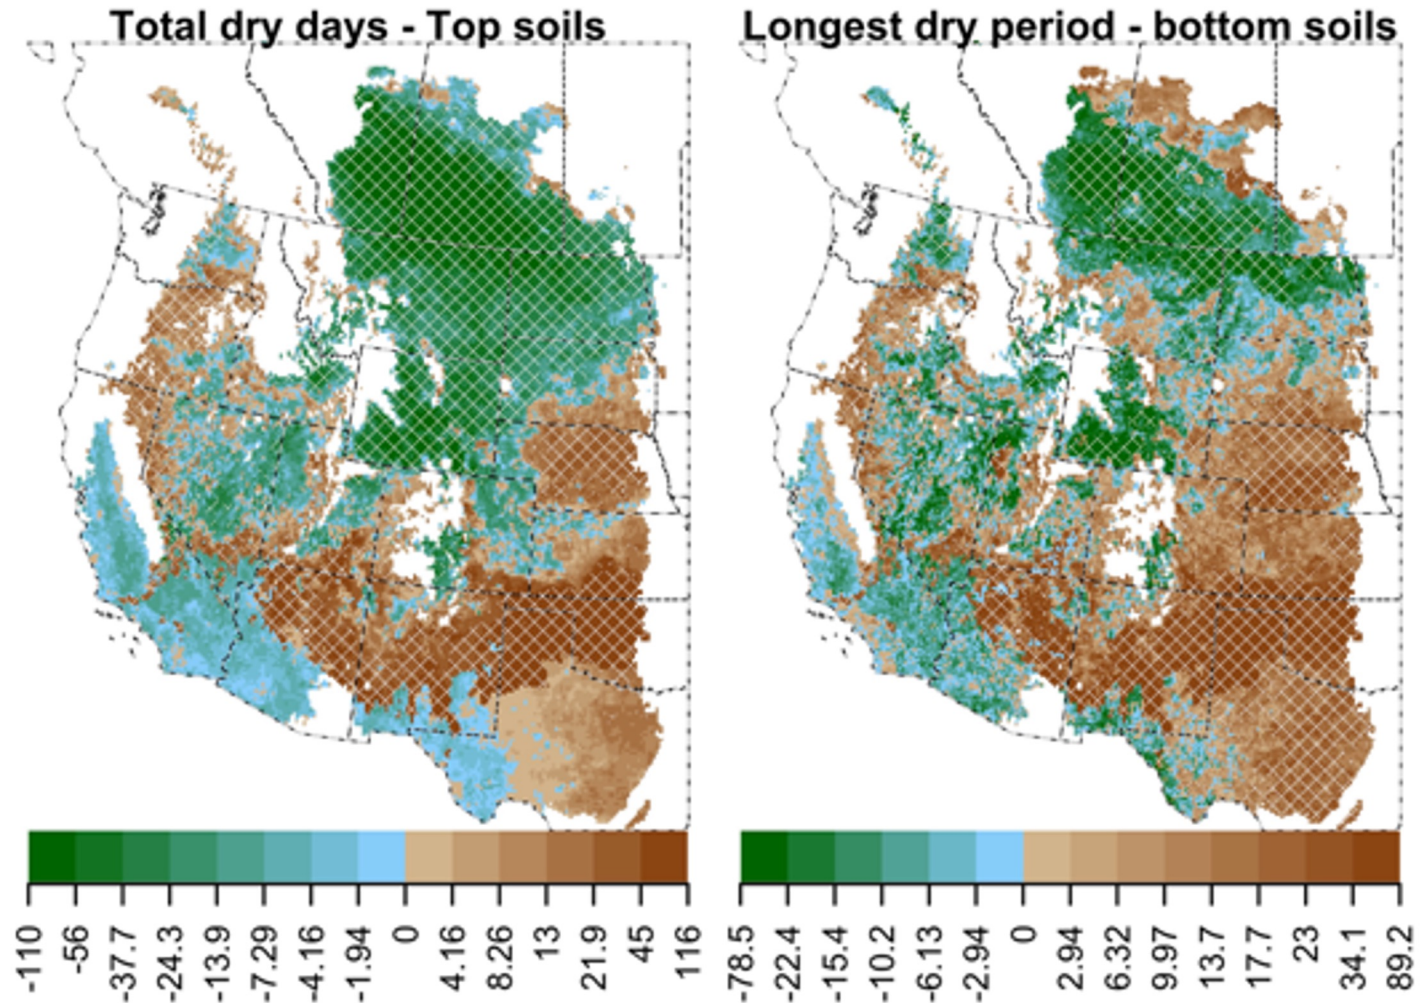 Total dry days - Top soils
Longest dry period - bottom soils
-110 -56 -37.7 -24.3 -13.9 -7.29 -4.16 -1.94 0 4.16 8.26 13 21.9 45 116
-78.5 -22.4 -15.4 -10.2 -6.13 -2.94 0 2.94 6.32 9.97 13.7 17.7 23 34.1 89.2